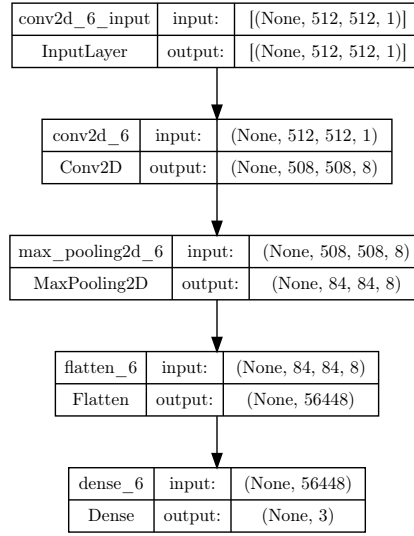 conv2d_6_input input: [(None, 512, 512, 1)]
InputLayer output: [(None, 512, 512, 1)]
conv2d_6 input: (None, 512, 512, 1)
Conv2D output: (None, 508, 508, 8)
max_pooling2d_6 input: (None, 508, 508, 8)
MaxPooling2D output: (None, 84, 84, 8)
flatten_6 input: (None, 84, 84, 8)
Flatten output: (None, 56448)
dense_6 input: (None, 56448)
Dense output: (None, 3)